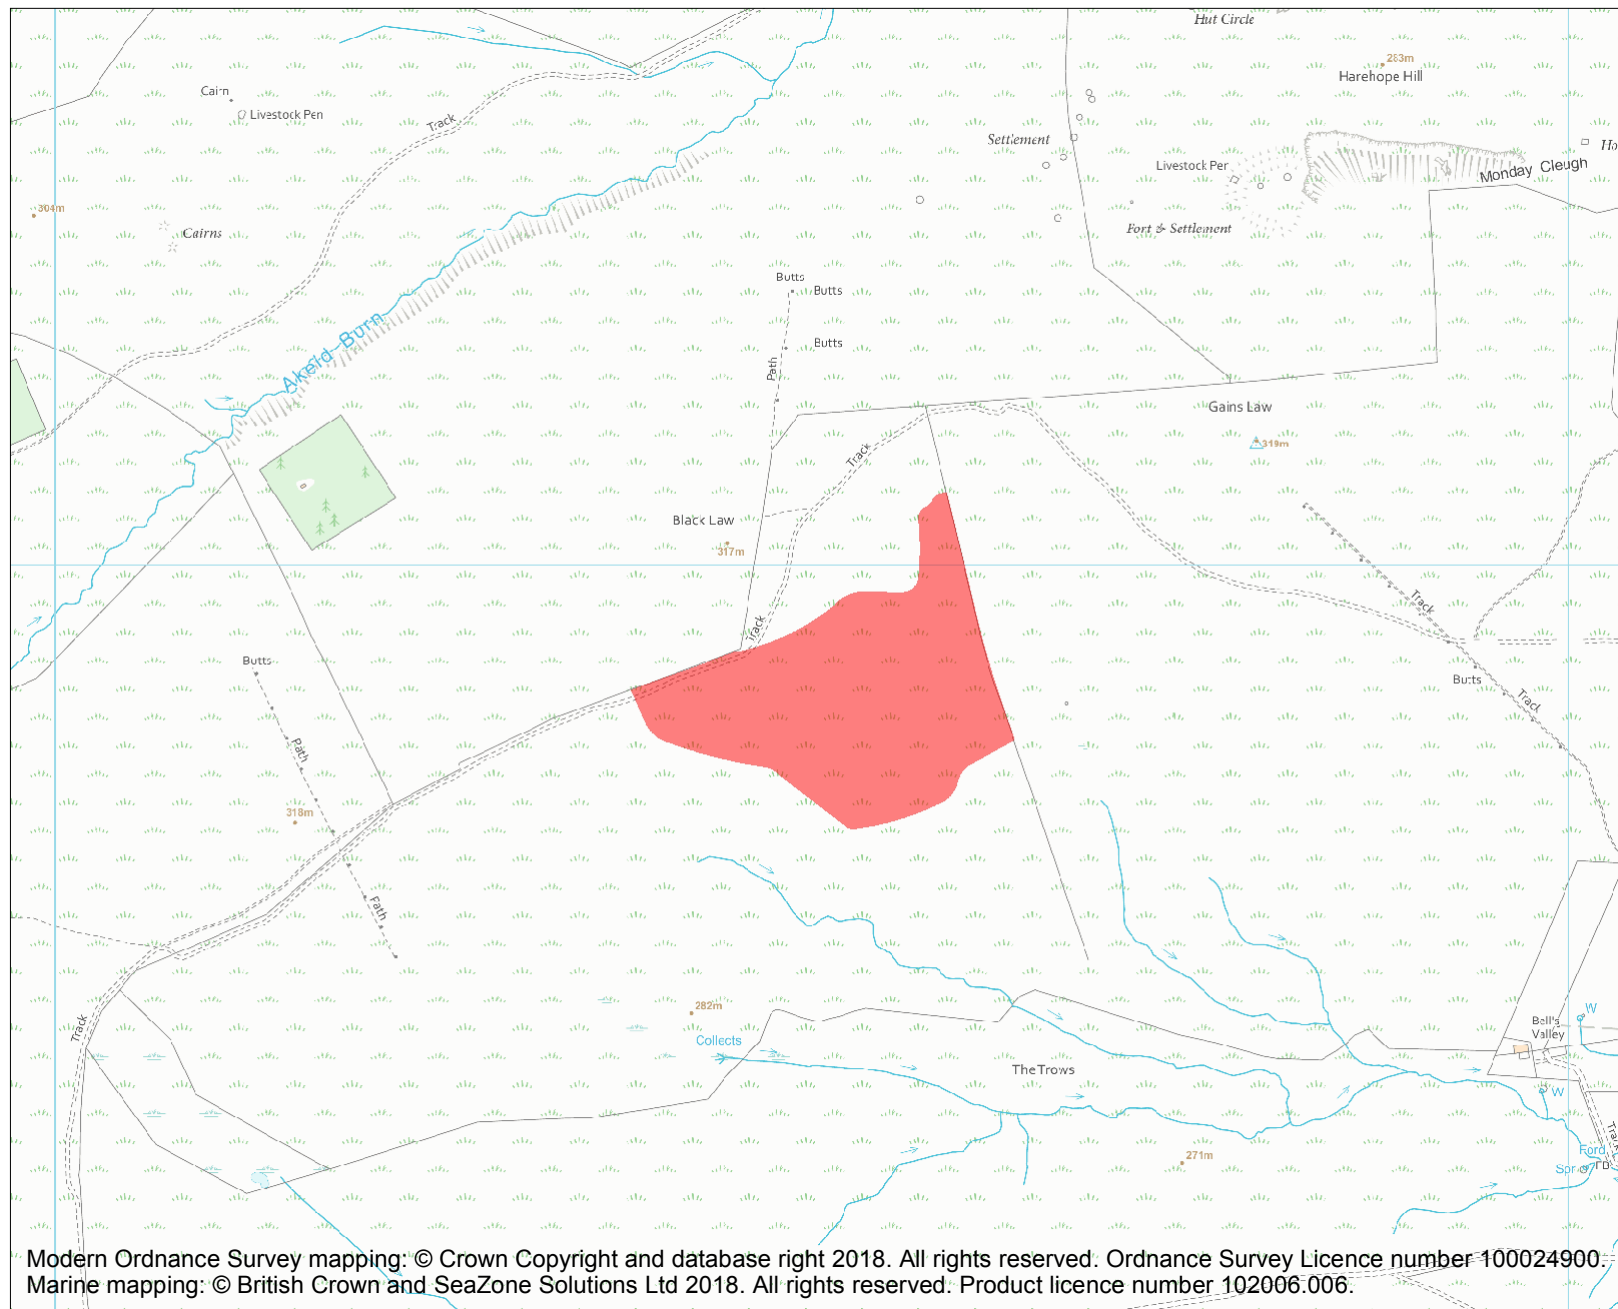 Hut Circle
283m
Harehope Hill
Cairn
Livestock Pen
Track
Settlement
Livestock Per
Monday Cleugh
304m
Cairns
Fort & Settlement
Butts
Butts
Butts
Path
Akeld Burn
Gains Law
319m
Track
Black Law
317m
Track
Track
Butts
Butts
Track
Path
318m
Path
282m
Collects
The Trows
Track
W
Bell's
Valley
W
271m
Ford
Spr
Modern Ordnance Survey mapping: © Crown Copyright and database right 2018. All rights reserved. Ordnance Survey Licence number 100024900.
Marine mapping: © British Crown and SeaZone Solutions Ltd 2018. All rights reserved. Product licence number 102006.006.